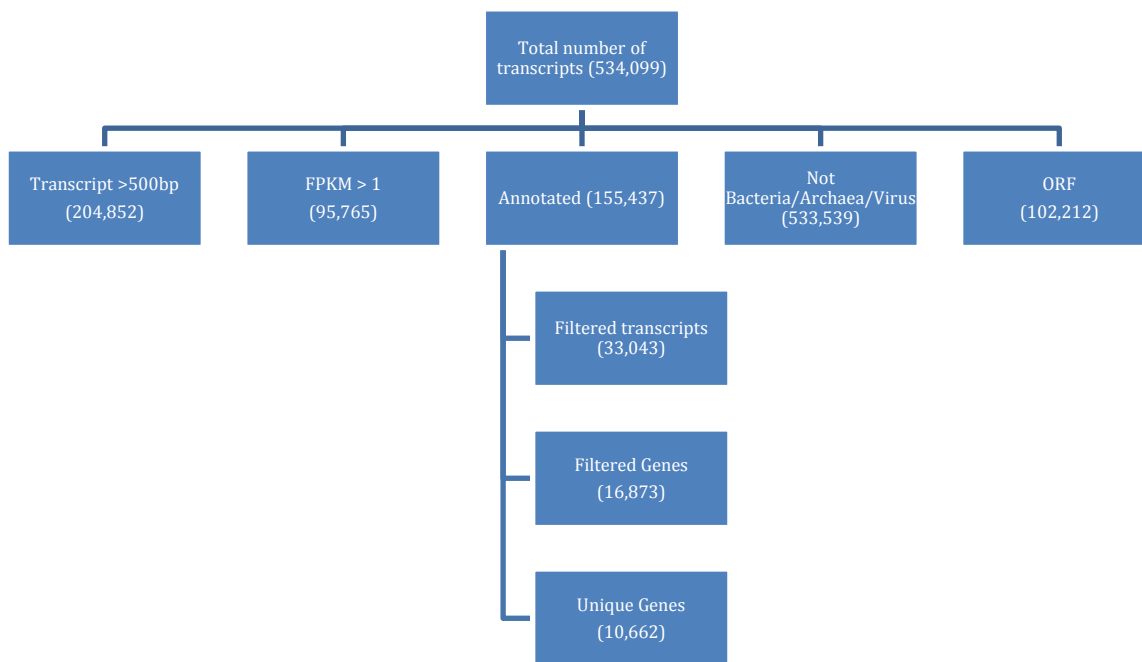 Total number of
transcripts (534,099)
Transcript >500bp
(204,852)
FPKM > 1
(95,765)
Annotated (155,437)
Not
Bacteria/Archaea/Virus
(533,539)
ORF
(102,212)
Filtered transcripts
(33,043)
Filtered Genes
(16,873)
Unique Genes
(10,662)